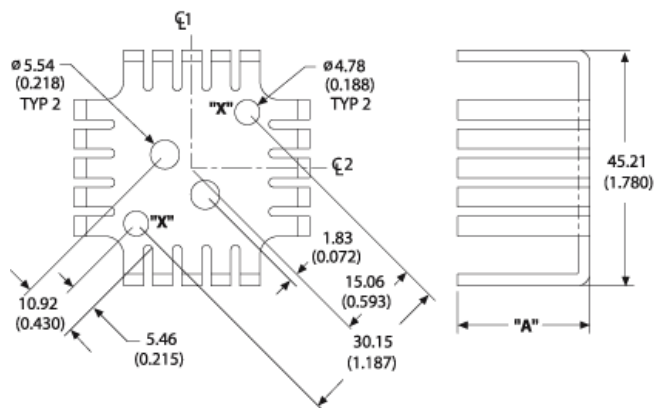 ℄1
ø 5.54
(0.218)
TYP 2
ø 4.78
(0.188)
TYP 2
"X"
℄2
"X"
45.21
(1.780)
1.83
(0.072)
15.06
(0.593)
10.92
(0.430)
5.46
(0.215)
30.15
(1.187)
"A"